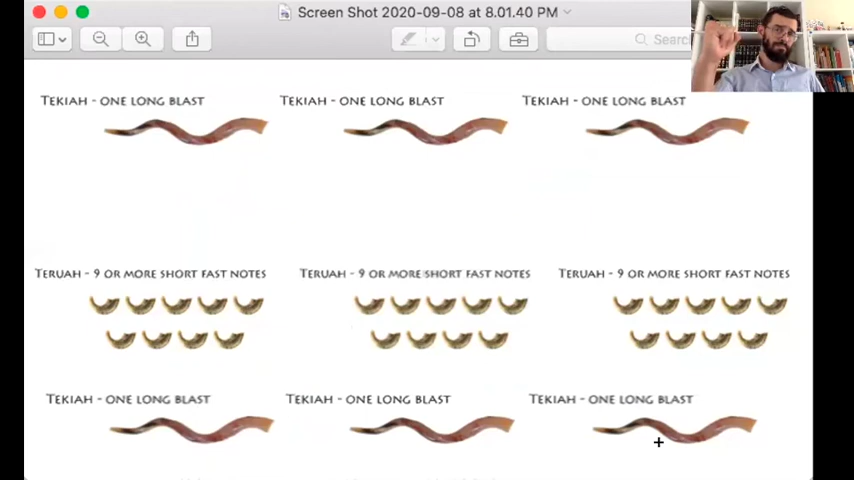 Screen Shot 2020-09-08 at 8.01.40 PM
Search
TEKIAH - ONE LONG BLAST TEKIAH - ONE LONG BLAST TEKIAH - ONE LONG BLAST
TERUAH - 9 OR MORE SHORT FAST NOTES TERUAH - 9 OR MORE SHORT FAST NOTES TERUAH - 9 OR MORE SHORT FAST NOTES
TEKIAH - ONE LONG BLAST TEKIAH - ONE LONG BLAST TEKIAH - ONE LONG BLAST